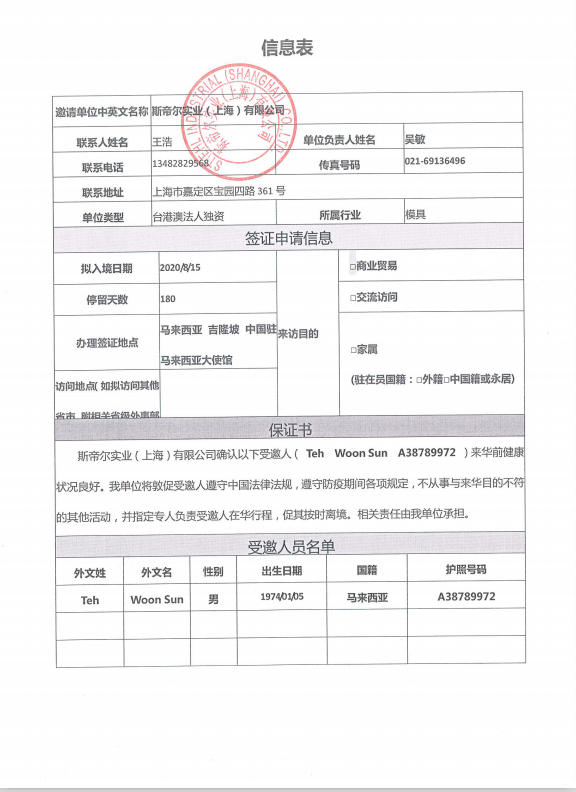 信息表
STIEHL INDUSTRIAL (SHANGHAI) CO.,LTD
斯帝尔实业（上海）有限公司
邀请单位中英文名称 斯帝尔实业（上海）有限公司
联系人姓名 王浩 单位负责人姓名 吴敏
联系电话 13482829568 传真号码 021-69136496
联系地址 上海市嘉定区宝园四路 361 号
单位类型 台港澳法人独资 所属行业 模具
签证申请信息
拟入境日期 2020/8/15 来访目的 □商业贸易
停留天数 180 □交流访问
办理签证地点 马来西亚 吉隆坡 中国驻
马来西亚大使馆
□家属
(驻在员国籍：□外籍□中国籍或永居)
访问地点(如拟访问其他
省市，附相关省级外事部
保证书
斯帝尔实业（上海）有限公司确认以下受邀人（ Teh Woon Sun A38789972 ）来华前健康
状况良好。我单位将敦促受邀人遵守中国法律法规，遵守防疫期间各项规定，不从事与来华目的不符
的其他活动，并指定专人负责受邀人在华行程，促其按时离境。相关责任由我单位承担。
受邀人员名单
外文姓 外文名 性别 出生日期 国籍 护照号码
Teh Woon Sun 男 1974/01/05 马来西亚 A38789972